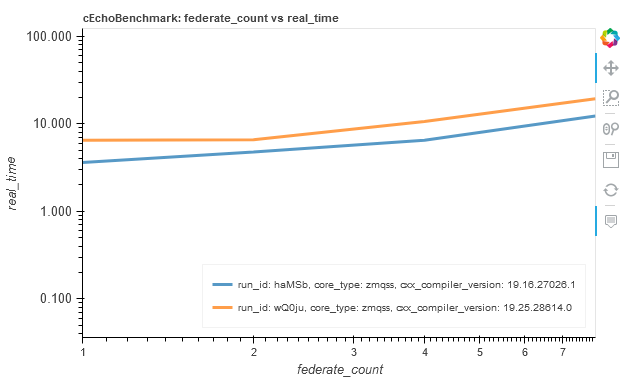 cEchoBenchmark: federate_count vs real_time
100.000
10.000
1.000
0.100
real_time
run_id: haMSb, core_type: zmqss, cxx_compiler_version: 19.16.27026.1
run_id: wQ0ju, core_type: zmqss, cxx_compiler_version: 19.25.28614.0
1 2 3 4 5 6 7
federate_count